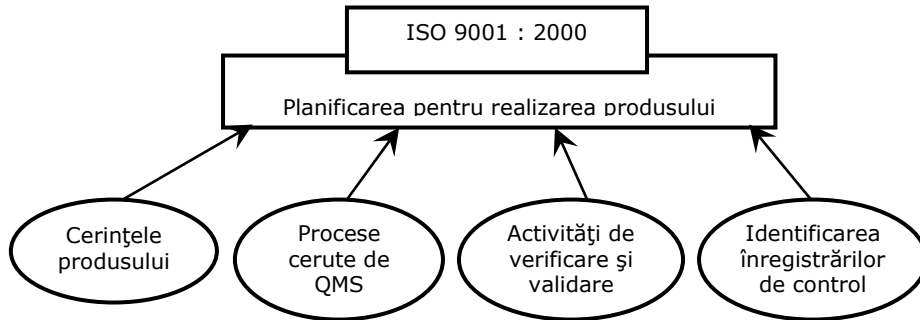 ISO 9001 : 2000
Planificarea pentru realizarea produsului
Cerinţele
produsului
Procese
cerute de
QMS
Activităţi de
verificare şi
validare
Identificarea
înregistrărilor
de control